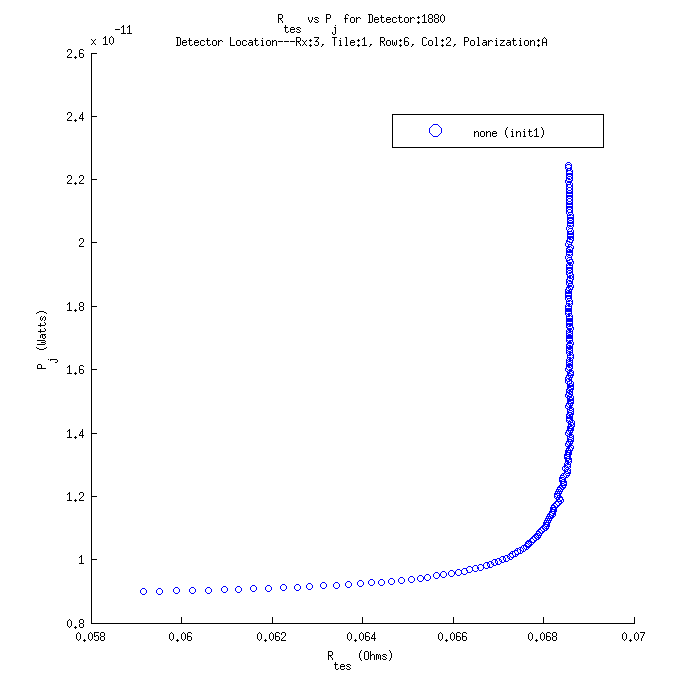 R_tes vs P_j for Detector:1880
x 10^-11
Detector Location---Rx:3, Tile:1, Row:6, Col:2, Polarization:A
2.6
2.4
none (init1)
2.2
2
1.8
1.6
P_j (Watts)
1.4
1.2
1
0.8
0.058 0.06 0.062 0.064 0.066 0.068 0.07
R_tes (Ohms)